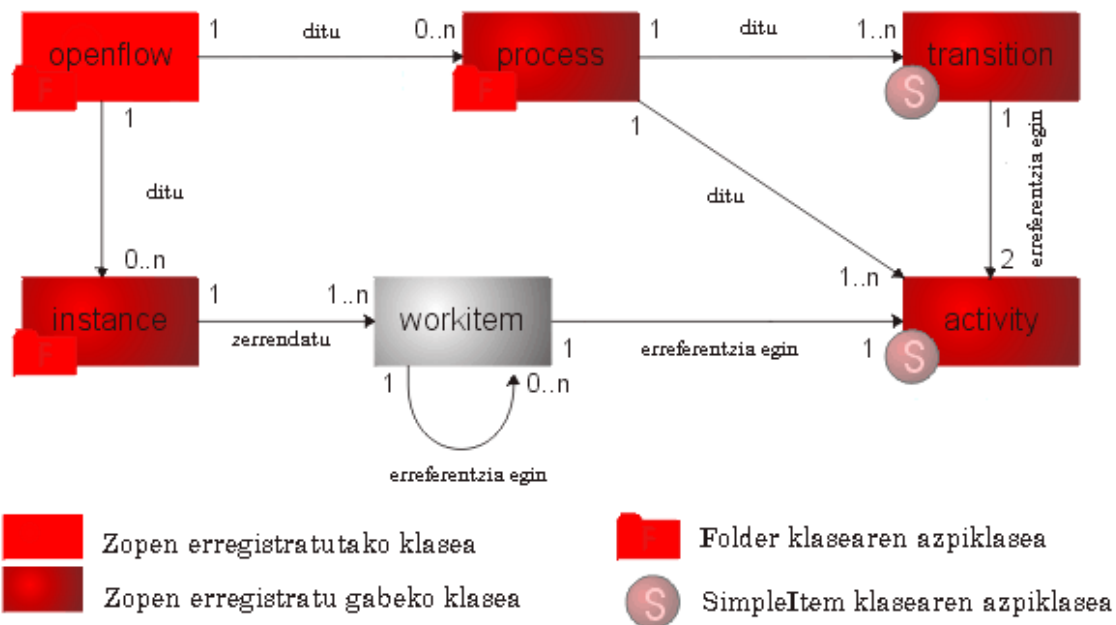 openflow
F
1
ditu
0..n
process
F
1
ditu
1..n
transition
S
1
ditu
0..n
1
ditu
1..n
1
erreferentzia egin
2
instance
F
1
zerrendatu
1..n
workitem
1
erreferentzia egin
1
activity
S
1
0..n
erreferentzia egin
Zopen erregistratutako klasea
F
Folder klasearen azpiklasea
Zopen erregistratu gabeko klasea
S
SimpleItem klasearen azpiklasea